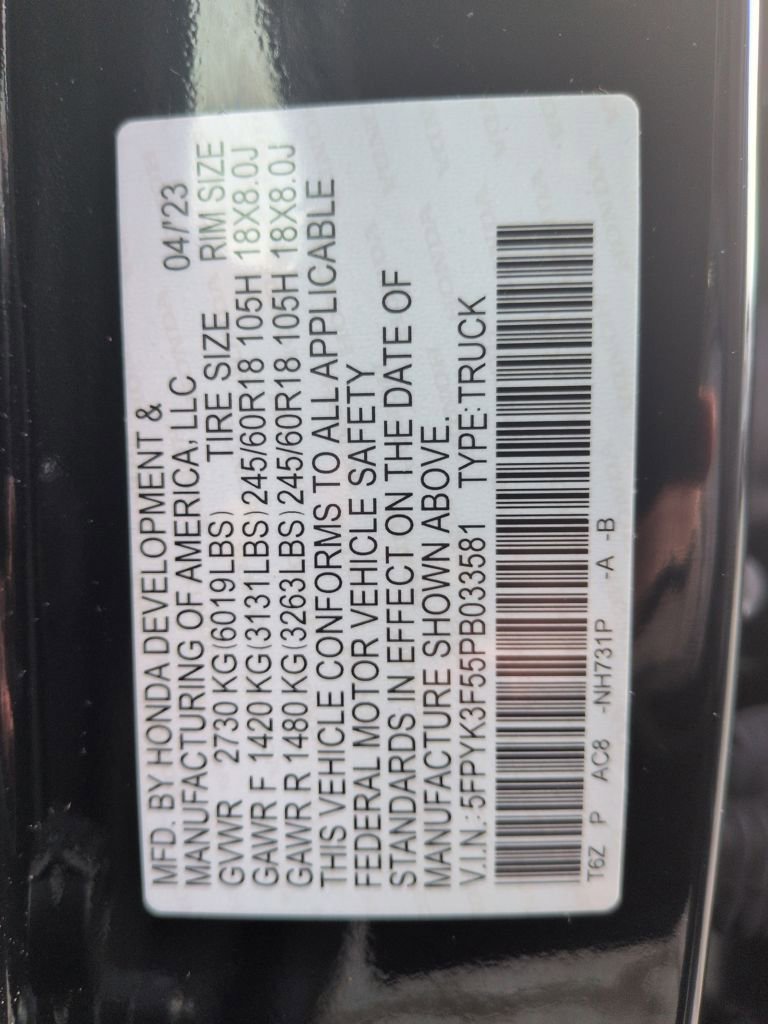 MFD. BY HONDA DEVELOPMENT &
MANUFACTURING OF AMERICA, LLC 04/'23
GVWR 2730 KG(6019LBS) TIRE SIZE RIM SIZE
GAWR F 1420 KG(3131LBS) 245/60R18 105H 18X8.0J
GAWR R 1480 KG(3263LBS) 245/60R18 105H 18X8.0J
THIS VEHICLE CONFORMS TO ALL APPLICABLE
FEDERAL MOTOR VEHICLE SAFETY
STANDARDS IN EFFECT ON THE DATE OF
MANUFACTURE SHOWN ABOVE.
V.I.N.:5FPYK3F55PB033581 TYPE:TRUCK
T6Z P AC8 -NH731P -A -B